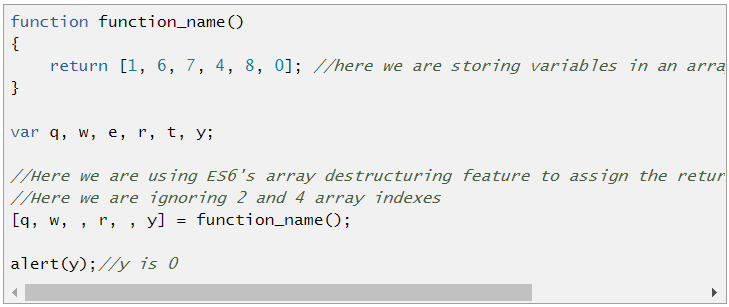 function function_name()
{
    return [1, 6, 7, 4, 8, 0]; //here we are storing variables in an
}
var q, w, e, r, t, y;
//Here we are using ES6's array destructuring feature to assign the
//Here we are ignoring 2 and 4 array indexes
[q, w, , r, , y] = function_name();
alert(y);//y is 0